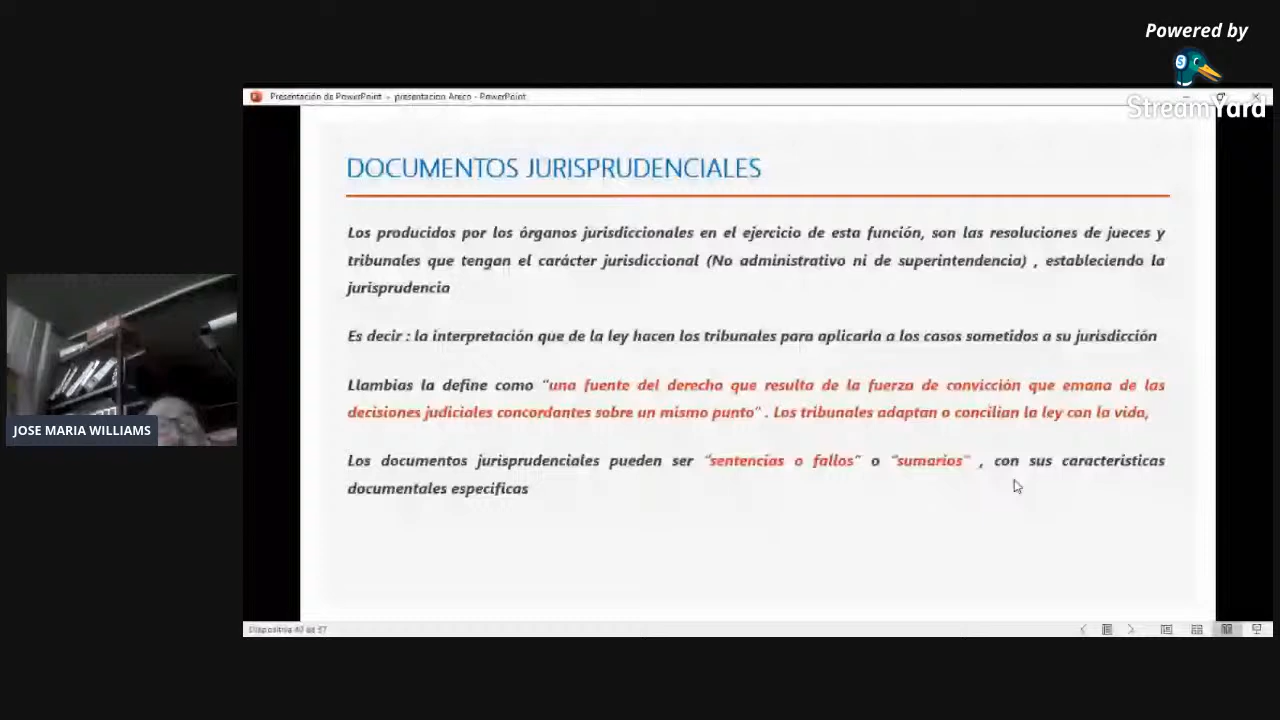 Powered by
StreamYard
Presentación de PowerPoint - presentacion Areco - PowerPoint
DOCUMENTOS JURISPRUDENCIALES
Los producidos por los órganos jurisdiccionales en el ejercicio de esta función, son las resoluciones de jueces y
tribunales que tengan el carácter jurisdiccional (No administrativo ni de superintendencia) , estableciendo la
jurisprudencia
Es decir : la interpretación que de la ley hacen los tribunales para aplicarla a los casos sometidos a su jurisdicción
Llambias la define como "una fuente del derecho que resulta de la fuerza de convicción que emana de las
decisiones judiciales concordantes sobre un mismo punto" . Los tribunales adaptan o concilian la ley con la vida,
Los documentos jurisprudenciales pueden ser "sentencias o fallos" o "sumarios" , con sus caracteristicas
documentales especificas
JOSE MARIA WILLIAMS
Diapositiva 40 de 57